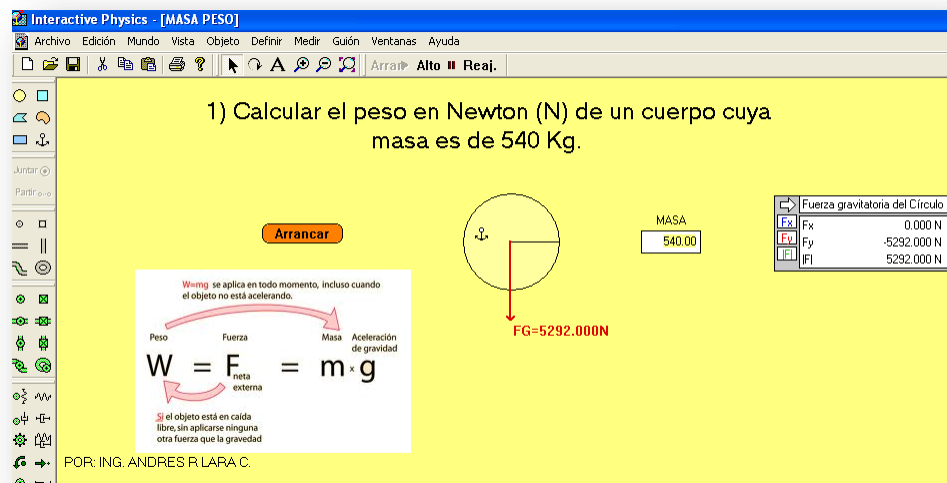 Interactive Physics - [MASA PESO]
Archivo Edición Mundo Vista Objeto Definir Medir Guión Ventanas Ayuda
Arran Alto Reaj.
1) Calcular el peso en Newton (N) de un cuerpo cuya
masa es de 540 Kg.
Juntar
Partir
Arrancar
MASA
540.00
Fuerza gravitatoria del Círculo
Fx Fx 0.000 N
Fy Fy -5292.000 N
|F| |F| 5292.000 N
FG=5292.000N
W=mg se aplica en todo momento, incluso cuando
el objeto no está acelerando.
Peso Fuerza Masa Aceleración
de gravidad
W = F = m × g
neta
externa
Si el objeto está en caída
libre, sin aplicarse ninguna
otra fuerza que la gravedad
POR: ING. ANDRES R LARA C.